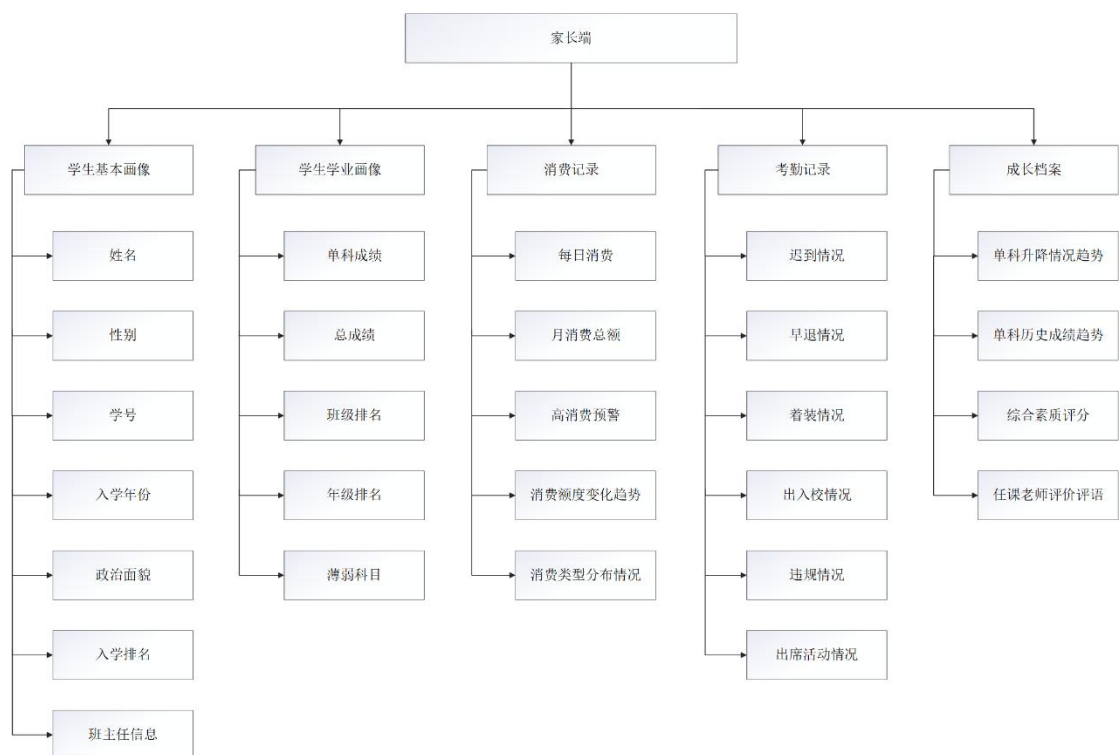 家长端
学生基本画像
学生学业画像
消费记录
考勤记录
成长档案
姓名
单科成绩
每日消费
迟到情况
单科升降情况趋势
性别
总成绩
月消费总额
早退情况
单科历史成绩趋势
学号
班级排名
高消费预警
着装情况
综合素质评分
入学年份
年级排名
消费额度变化趋势
出入校情况
任课老师评价评语
政治面貌
薄弱科目
消费类型分布情况
违规情况
入学排名
出席活动情况
班主任信息